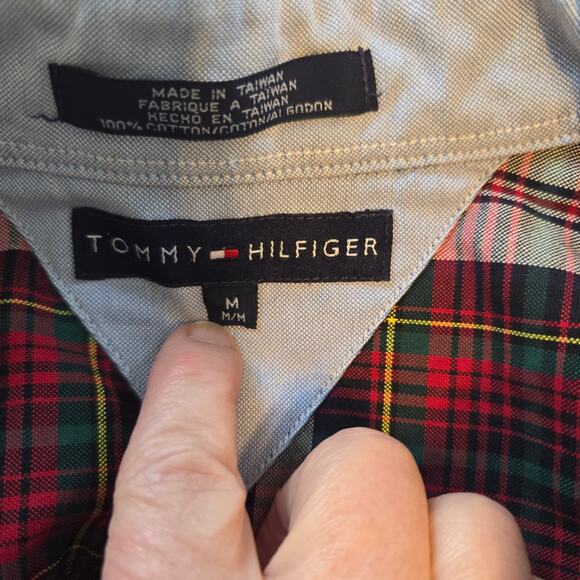 MADE IN TAIWAN
FABRIQUE A TAIWAN
HECHO EN TAIWAN
100% COTTON/COTON/ALGODON
TOMMY HILFIGER
M
M/M